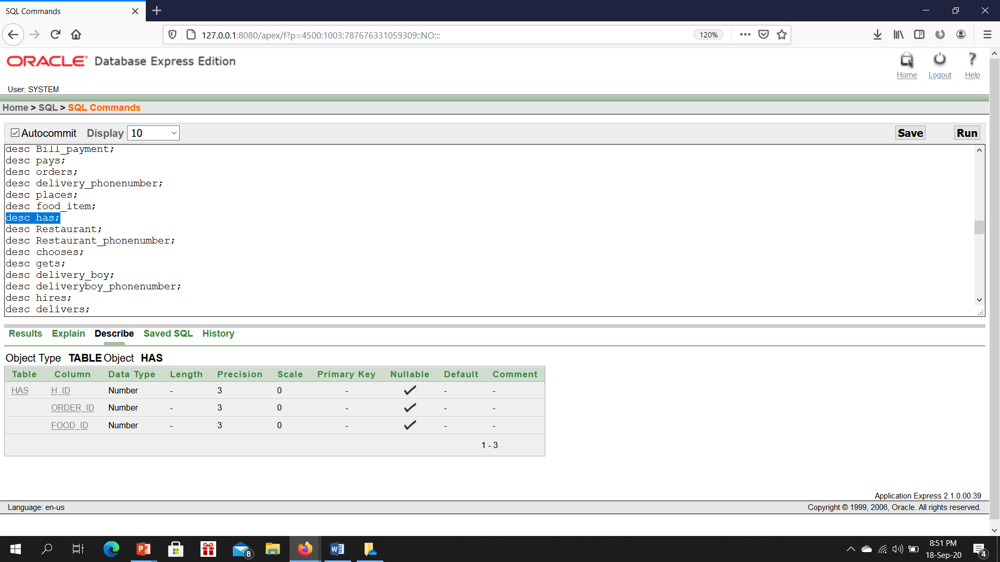 SQL Commands
127.0.0.1:8080/apex/f?p=4500:1003:787676331059309::NO:::
120%
ORACLE Database Express Edition
Home Logout Help
User: SYSTEM
Home > SQL > SQL Commands
Autocommit Display 10 Save Run
desc Bill_payment;
desc pays;
desc orders;
desc delivery_phonenumber;
desc places;
desc food_item;
desc has;
desc Restaurant;
desc Restaurant_phonenumber;
desc chooses;
desc gets;
desc delivery_boy;
desc deliveryboy_phonenumber;
desc hires;
desc delivers;
Results Explain Describe Saved SQL History
Object Type TABLE Object HAS
Table Column Data Type Length Precision Scale Primary Key Nullable Default Comment
HAS H_ID Number - 3 0 - - -
ORDER_ID Number - 3 0 - - -
FOOD_ID Number - 3 0 - - -
1 - 3
Application Express 2.1.0.00.39
Language: en-us Copyright © 1999, 2006, Oracle. All rights reserved.
8
8:51 PM
18-Sep-20
4